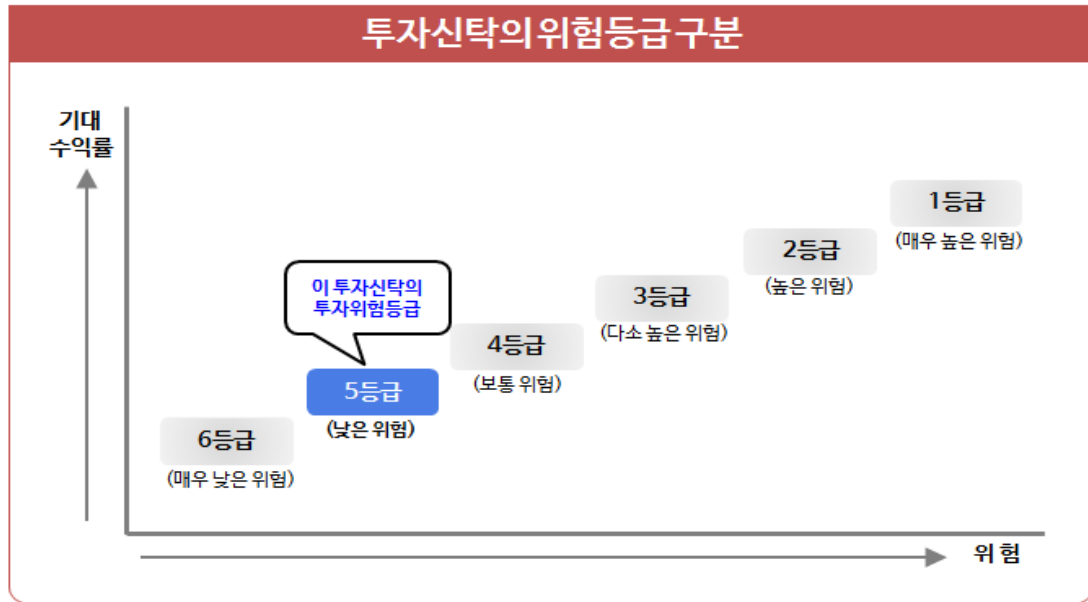 투자신탁의 위험등급 구분
기대
수익률
1등급
(매우 높은 위험)
2등급
(높은 위험)
3등급
(다소 높은 위험)
이 투자신탁의
투자위험등급
4등급
(보통 위험)
5등급
(낮은 위험)
6등급
(매우 낮은 위험)
위 험